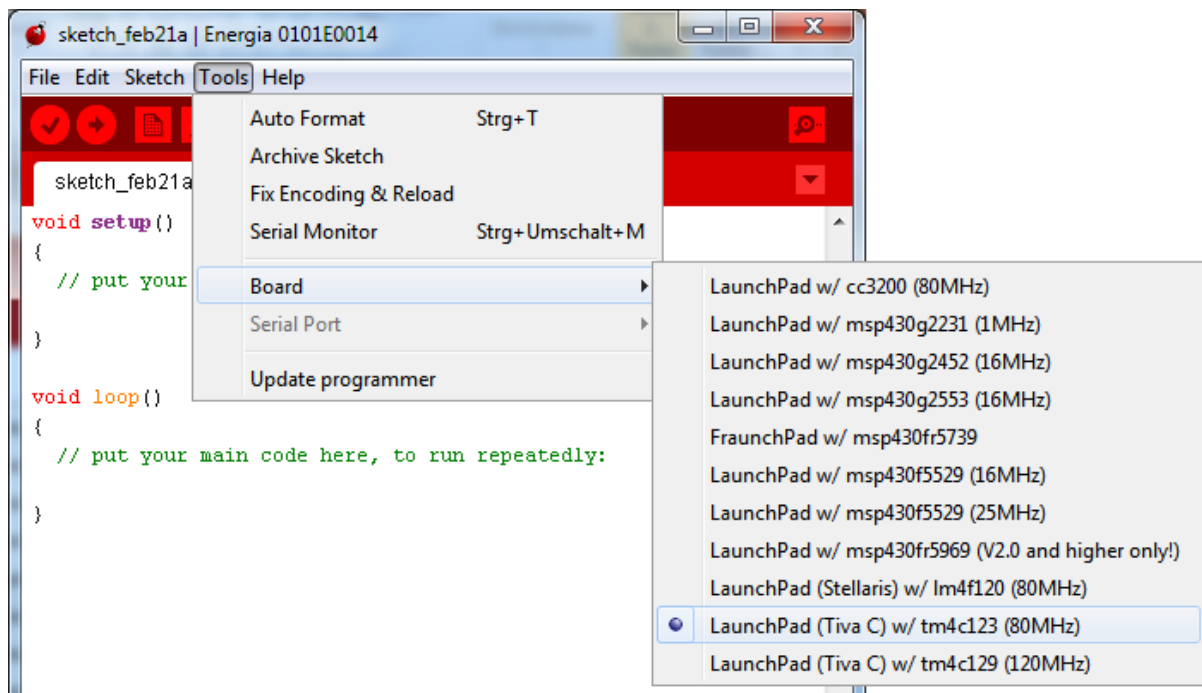 sketch_feb21a | Energia 0101E0014
File Edit Sketch Tools Help
Auto Format Strg+T
Archive Sketch
Fix Encoding & Reload
Serial Monitor Strg+Umschalt+M
Board
Serial Port
Update programmer
sketch_feb21a
void setup()
{
// put your
}
void loop()
{
// put your main code here, to run repeatedly:
}
LaunchPad w/ cc3200 (80MHz)
LaunchPad w/ msp430g2231 (1MHz)
LaunchPad w/ msp430g2452 (16MHz)
LaunchPad w/ msp430g2553 (16MHz)
FraunchPad w/ msp430fr5739
LaunchPad w/ msp430f5529 (16MHz)
LaunchPad w/ msp430f5529 (25MHz)
LaunchPad w/ msp430fr5969 (V2.0 and higher only!)
LaunchPad (Stellaris) w/ lm4f120 (80MHz)
LaunchPad (Tiva C) w/ tm4c123 (80MHz)
LaunchPad (Tiva C) w/ tm4c129 (120MHz)